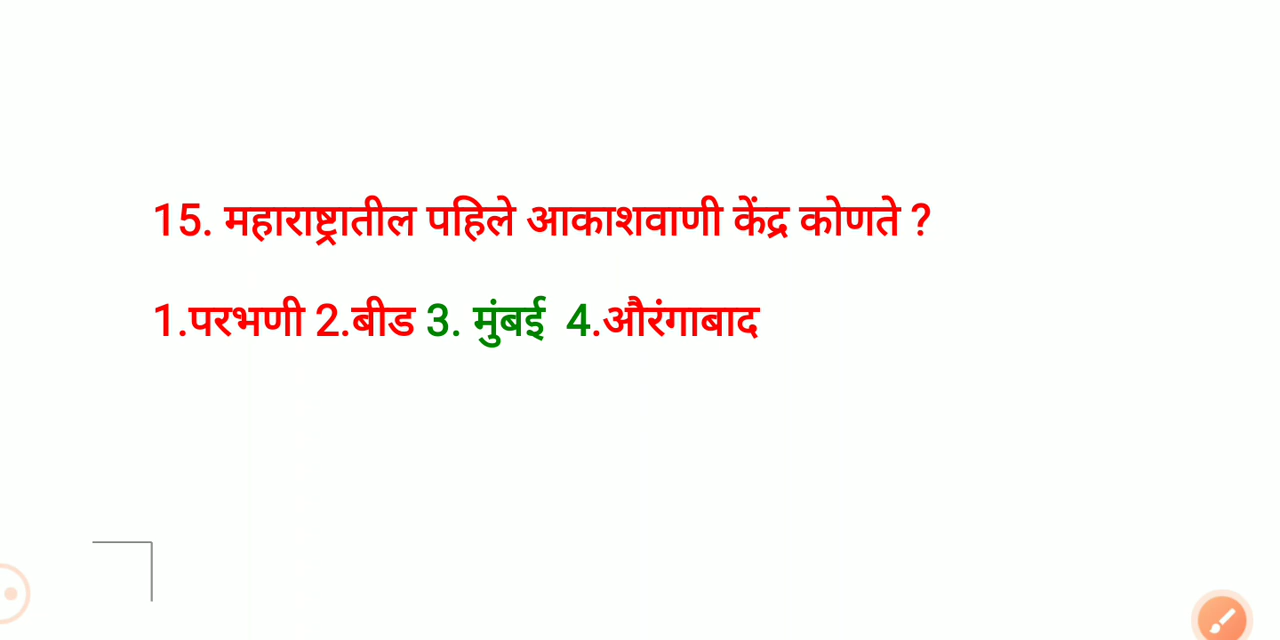 15. महाराष्ट्रातील पहिले आकाशवाणी केंद्र कोणते ?
1.परभणी 2.बीड 3. मुंबई 4.औरंगाबाद